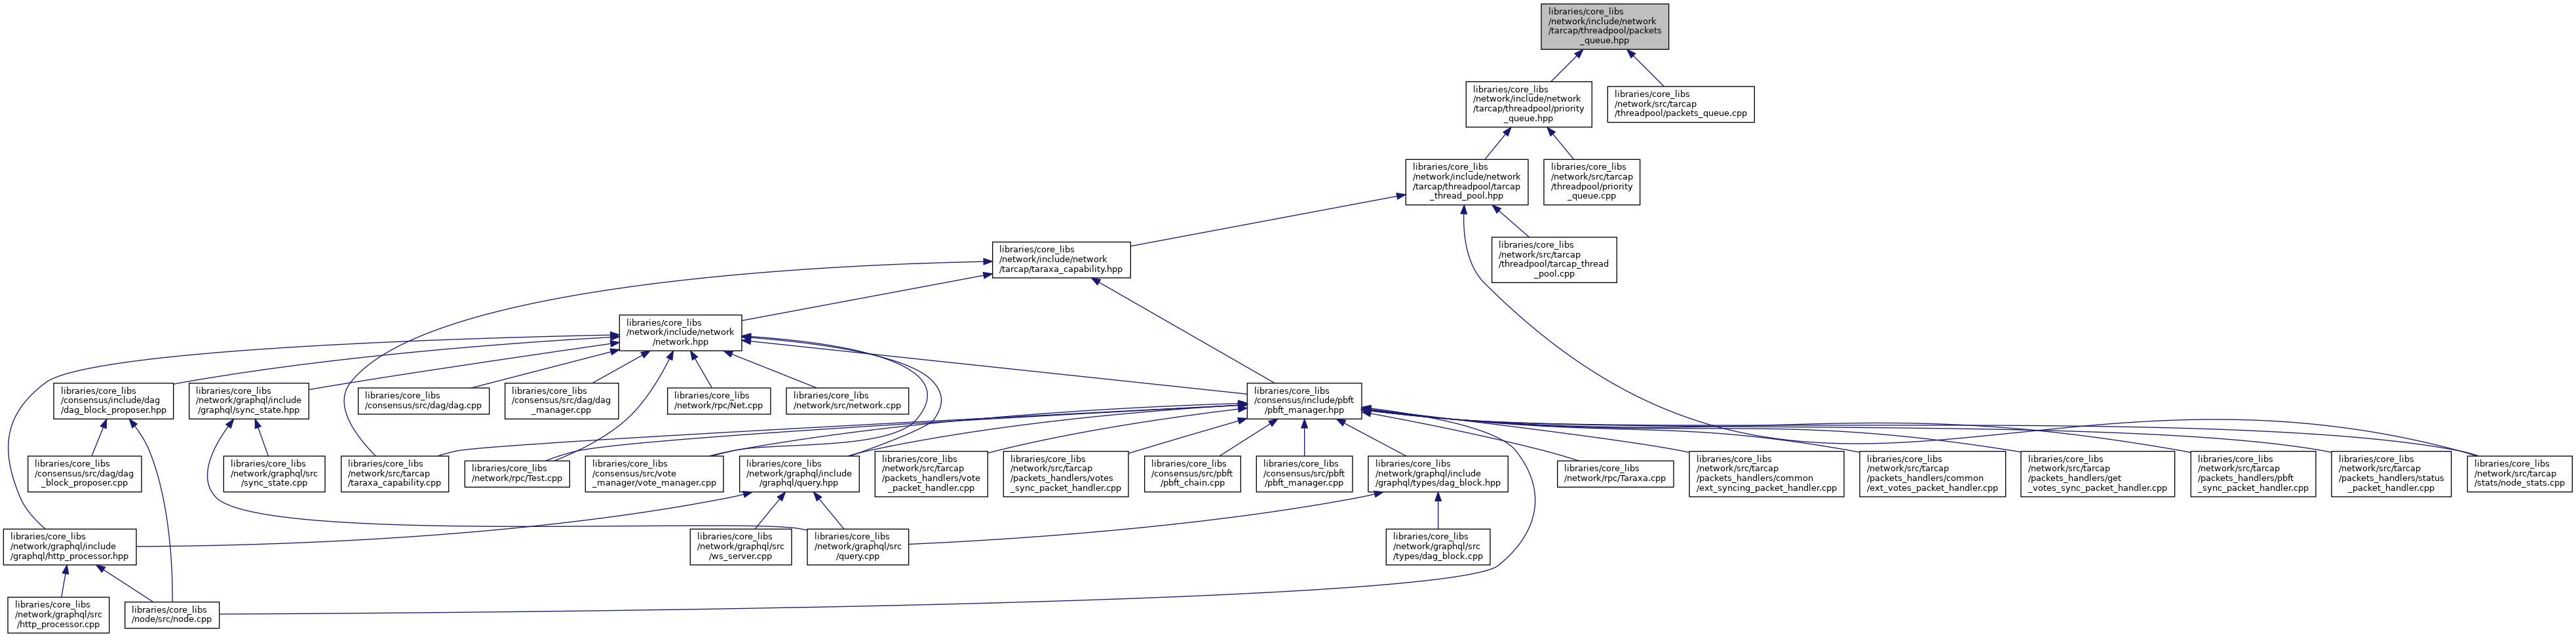 libraries/core_libs
/network/include/network
/tarcap/threadpool/packets
_queue.hpp
libraries/core_libs
/network/include/network
/tarcap/threadpool/priority
_queue.hpp
libraries/core_libs
/network/src/tarcap
/threadpool/packets_queue.cpp
libraries/core_libs
/network/include/network
/tarcap/threadpool/tarcap
_thread_pool.hpp
libraries/core_libs
/network/src/tarcap
/threadpool/priority
_queue.cpp
libraries/core_libs
/network/include/network
/tarcap/taraxa_capability.hpp
libraries/core_libs
/network/src/tarcap
/threadpool/tarcap_thread
_pool.cpp
libraries/core_libs
/network/include/network
/network.hpp
libraries/core_libs
/consensus/include/dag
/dag_block_proposer.hpp
libraries/core_libs
/network/graphql/include
/graphql/sync_state.hpp
libraries/core_libs
/consensus/src/dag/dag.cpp
libraries/core_libs
/consensus/src/dag/dag
_manager.cpp
libraries/core_libs
/network/rpc/Net.cpp
libraries/core_libs
/network/src/network.cpp
libraries/core_libs
/consensus/include/pbft
/pbft_manager.hpp
libraries/core_libs
/consensus/src/dag/dag
_block_proposer.cpp
libraries/core_libs
/network/graphql/src
/sync_state.cpp
libraries/core_libs
/network/src/tarcap
/taraxa_capability.cpp
libraries/core_libs
/network/rpc/Test.cpp
libraries/core_libs
/consensus/src/vote
_manager/vote_manager.cpp
libraries/core_libs
/network/graphql/include
/graphql/query.hpp
libraries/core_libs
/network/src/tarcap
/packets_handlers/vote
_packet_handler.cpp
libraries/core_libs
/network/src/tarcap
/packets_handlers/votes
_sync_packet_handler.cpp
libraries/core_libs
/consensus/src/pbft
/pbft_chain.cpp
libraries/core_libs
/consensus/src/pbft
/pbft_manager.cpp
libraries/core_libs
/network/graphql/include
/graphql/types/dag_block.hpp
libraries/core_libs
/network/rpc/Taraxa.cpp
libraries/core_libs
/network/src/tarcap
/packets_handlers/common
/ext_syncing_packet_handler.cpp
libraries/core_libs
/network/src/tarcap
/packets_handlers/common
/ext_votes_packet_handler.cpp
libraries/core_libs
/network/src/tarcap
/packets_handlers/get
_votes_sync_packet_handler.cpp
libraries/core_libs
/network/src/tarcap
/packets_handlers/pbft
_sync_packet_handler.cpp
libraries/core_libs
/network/src/tarcap
/packets_handlers/status
_packet_handler.cpp
libraries/core_libs
/network/src/tarcap
/stats/node_stats.cpp
libraries/core_libs
/network/graphql/include
/graphql/http_processor.hpp
libraries/core_libs
/network/graphql/src
/ws_server.cpp
libraries/core_libs
/network/graphql/src
/query.cpp
libraries/core_libs
/network/graphql/src
/types/dag_block.cpp
libraries/core_libs
/network/graphql/src
/http_processor.cpp
libraries/core_libs
/node/src/node.cpp